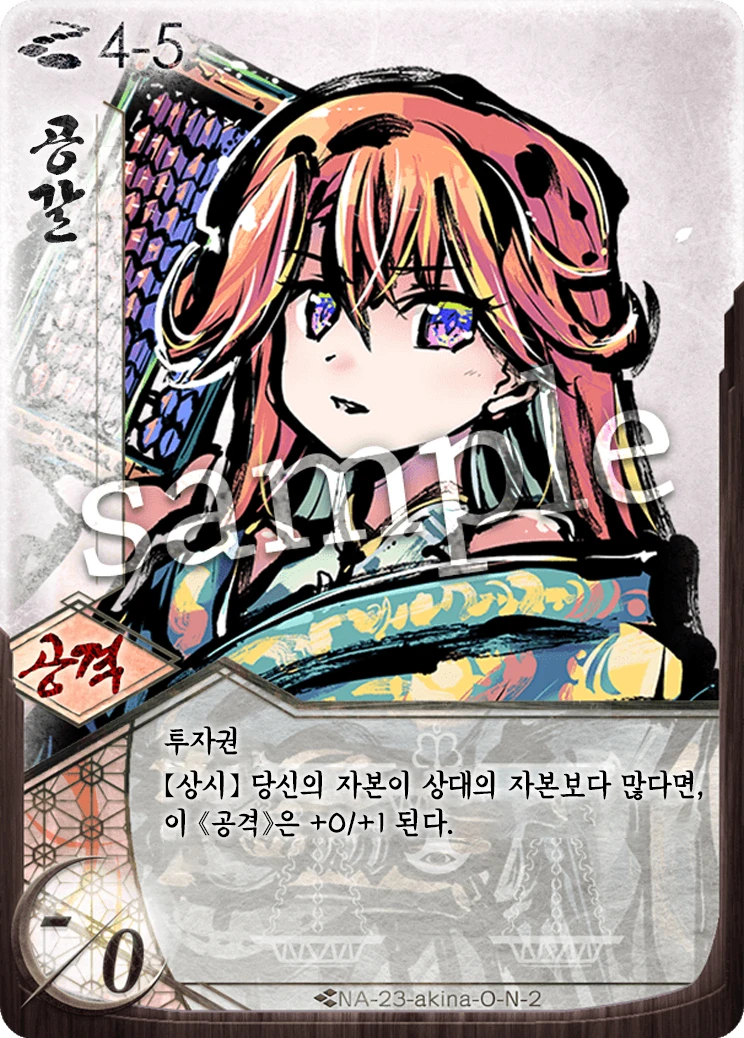 4-5
공갈
sample
공격
투자권
【상시】 당신의 자본이 상대의 자본보다 많다면,
이 《공격》은 +0/+1 된다.
-/0
NA-23-akina-O-N-2